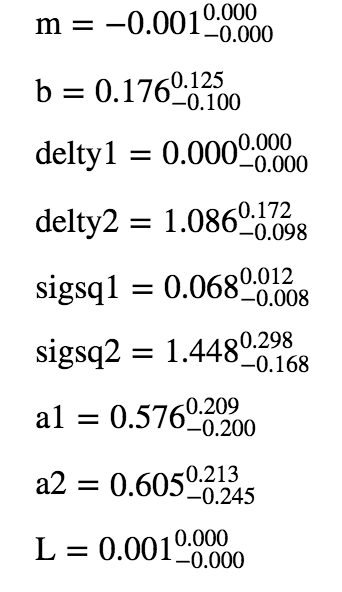 m = −0.001^{0.000}_{−0.000}
b = 0.176^{0.125}_{−0.100}
delty1 = 0.000^{0.000}_{−0.000}
delty2 = 1.086^{0.172}_{−0.098}
sigsq1 = 0.068^{0.012}_{−0.008}
sigsq2 = 1.448^{0.298}_{−0.168}
a1 = 0.576^{0.209}_{−0.200}
a2 = 0.605^{0.213}_{−0.245}
L = 0.001^{0.000}_{−0.000}